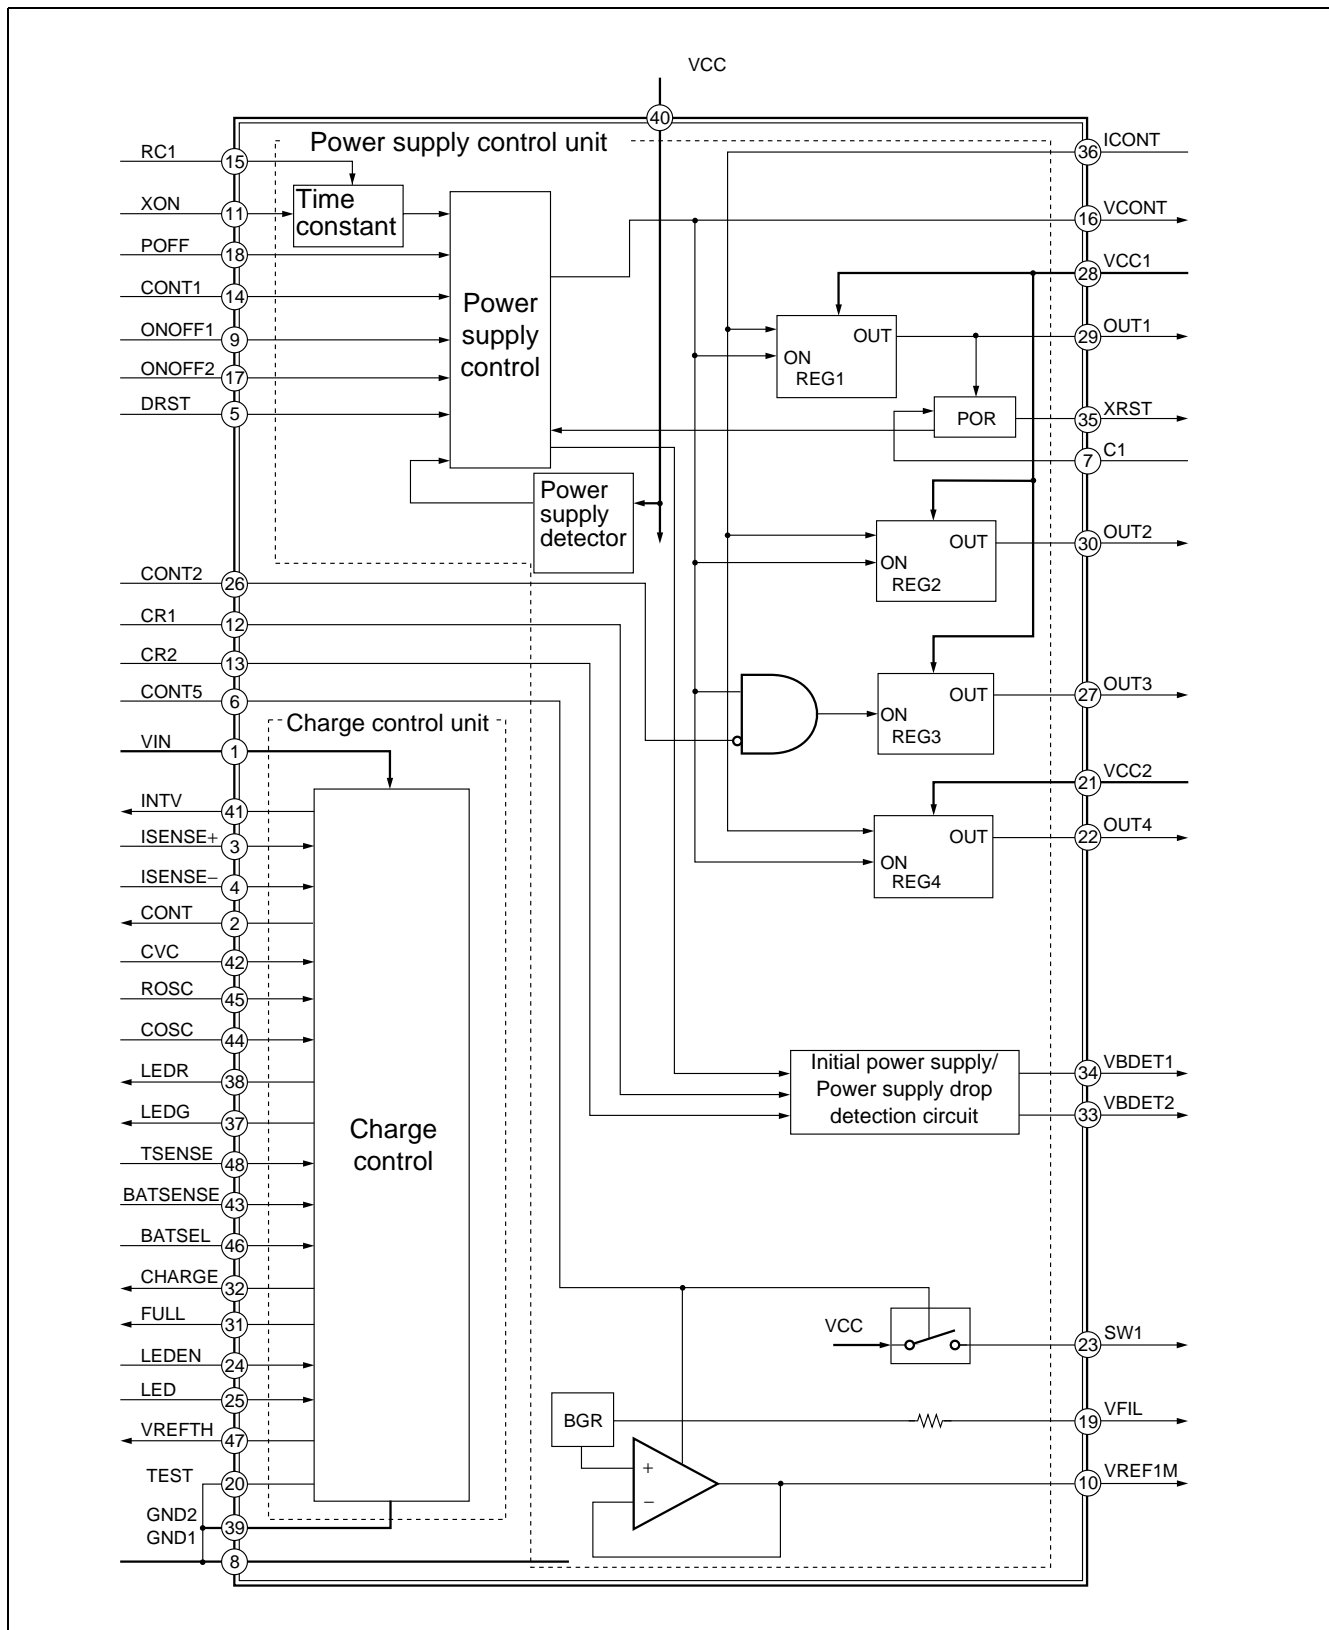 VCC
40
Power supply control unit
RC1
15
XON
11
POFF
18
CONT1
14
ONOFF1
9
ONOFF2
17
DRST
5
Time
constant
Power
supply
control
Power
supply
detector
ICONT
36
VCONT
16
VCC1
28
OUT
ON
REG1
OUT1
29
POR
XRST
35
C1
7
OUT
ON
REG2
OUT2
30
CONT2
26
CR1
12
CR2
13
CONT5
6
OUT
ON
REG3
OUT3
27
VCC2
21
OUT
ON
REG4
OUT4
22
Charge control unit
VIN
1
INTV
41
ISENSE+
3
ISENSE−
4
CONT
2
CVC
42
ROSC
45
COSC
44
LEDR
38
LEDG
37
TSENSE
48
BATSENSE
43
BATSEL
46
CHARGE
32
FULL
31
LEDEN
24
LED
25
VREFTH
47
TEST
20
GND2
39
GND1
8
Charge
control
Initial power supply/
Power supply drop
detection circuit
VBDET1
34
VBDET2
33
VCC
SW1
23
BGR
VFIL
19
+
−
VREF1M
10